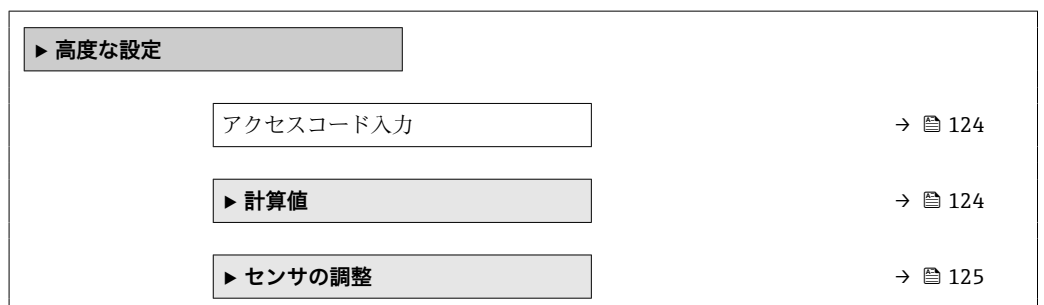 ▶ 高度な設定
アクセスコード入力 → 124
▶ 計算値 → 124
▶ センサの調整 → 125